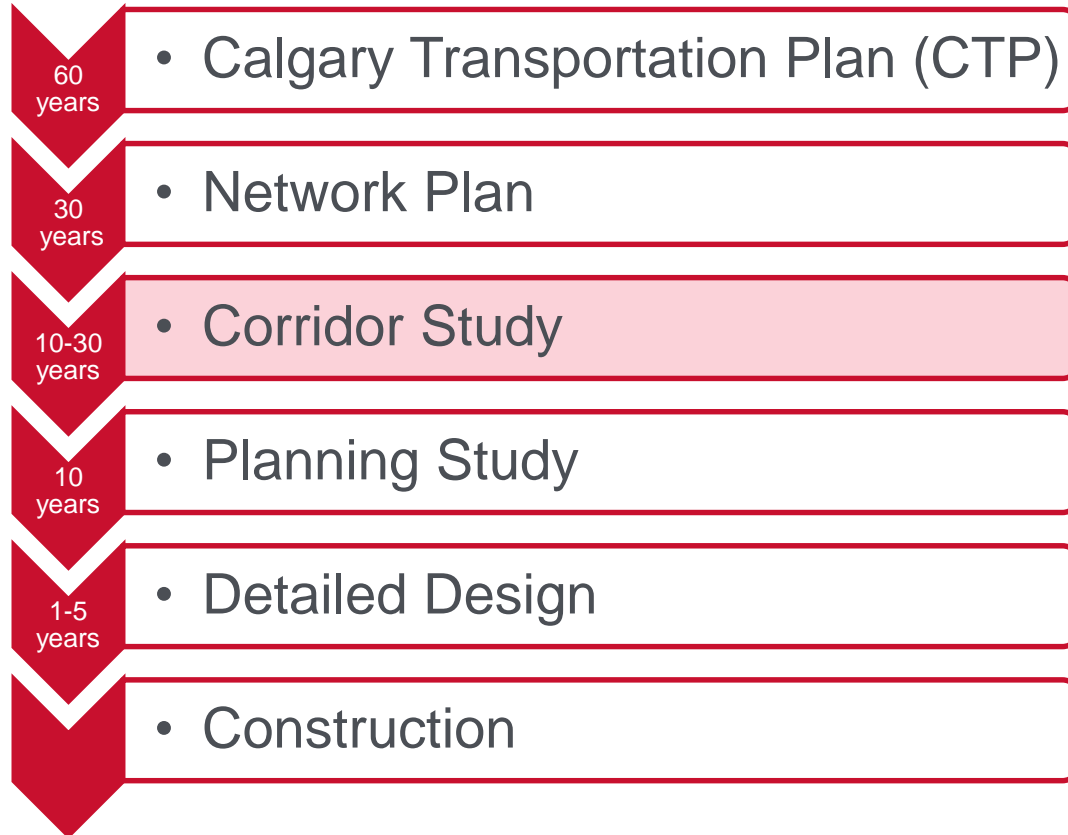 60
years
• Calgary Transportation Plan (CTP)
30
years
• Network Plan
10-30
years
• Corridor Study
10
years
• Planning Study
1-5
years
• Detailed Design
• Construction